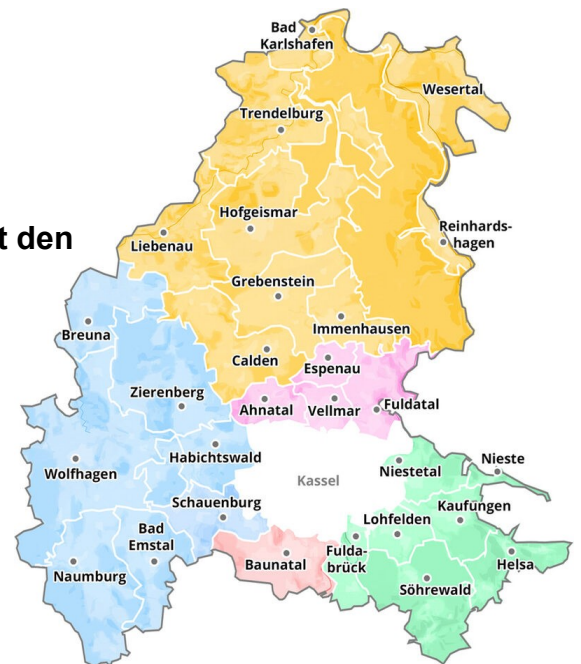 Bad
Karlshafen
Wesertal
Trendelburg
Hofgeismar
t den
Liebenau
Reinhards-
hagen
Grebenstein
Breuna
Immenhausen
Calden
Espenau
Zierenberg
Ahnatal
Vellmar
Fuldatal
Habichtswald
Wolfhagen
Kassel
Niestetal
Nieste
Schauenburg
Kaufungen
Bad
Emstal
Lohfelden
Naumburg
Baunatal
Fulda-
brück
Helsa
Söhrewald